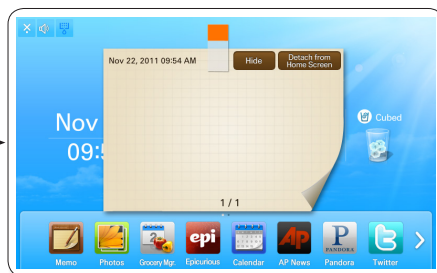 Nov 22, 2011 09:54 AM
Hide
Detach from
Home Screen
Nov
09:5
Cubed
1 / 1
2
epi
Ap
P
PANDORA
t
Memo
Photos
Grocery Mgr.
Epicurious
Calendar
AP News
Pandora
Twitter